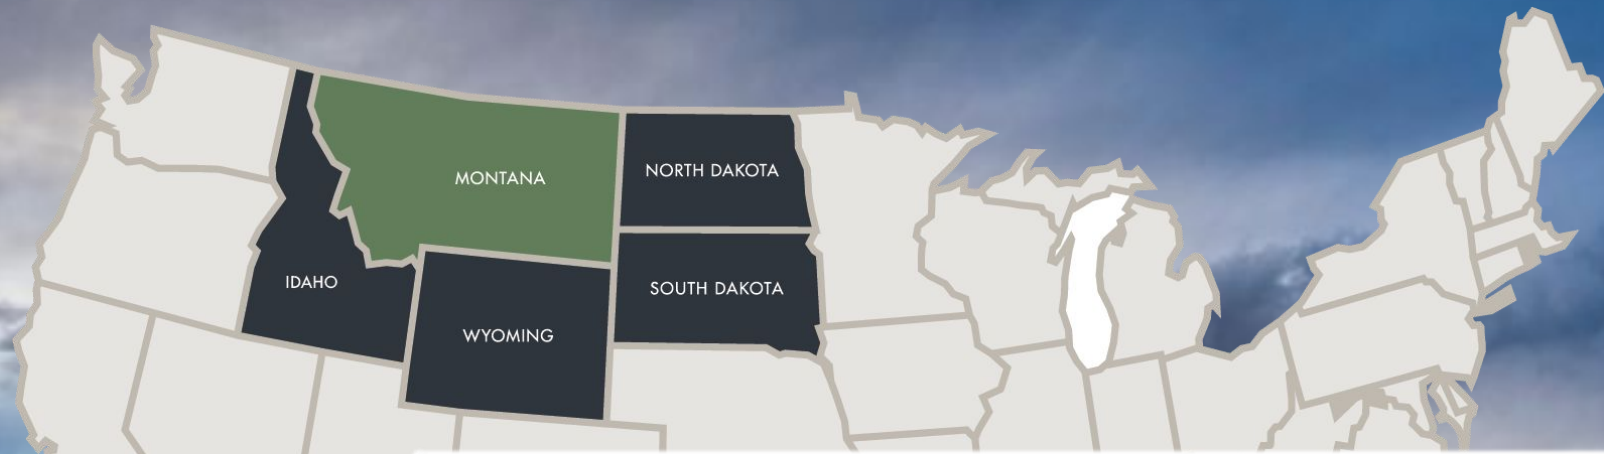 MONTANA
NORTH DAKOTA
IDAHO
SOUTH DAKOTA
WYOMING